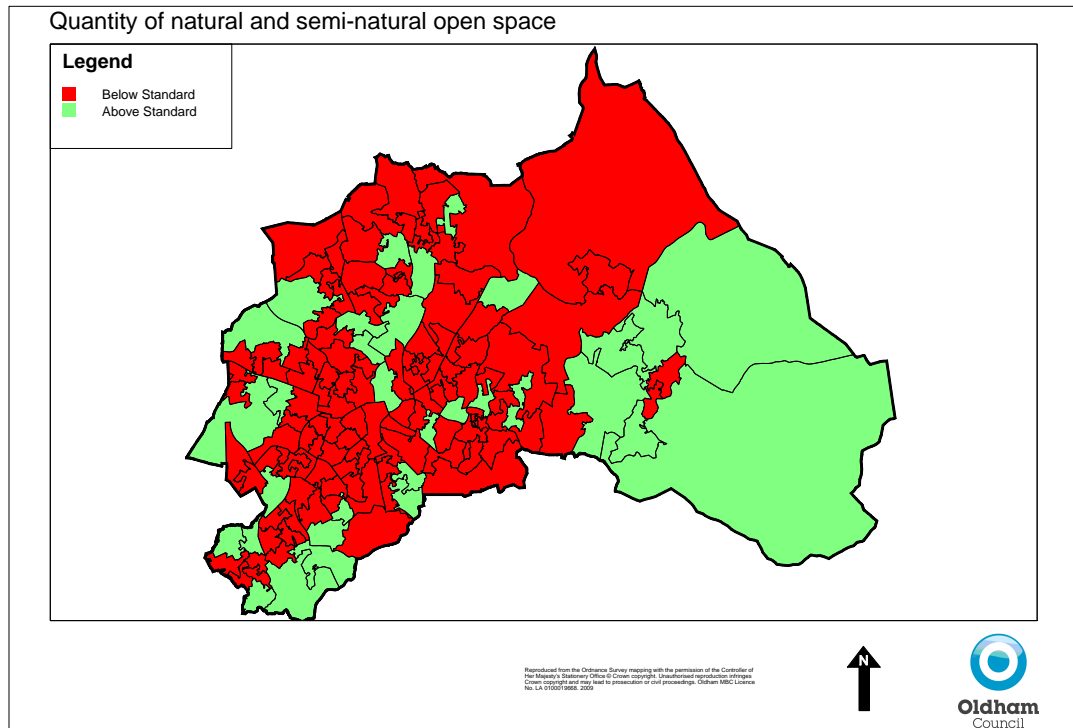 Quantity of natural and semi-natural open space
Legend
Below Standard
Above Standard
Reproduced from the Ordnance Survey mapping with the permission of the Controller of
Her Majesty's Stationery Office © Crown copyright. Unauthorised reproduction infringes
Crown copyright and may lead to prosecution or civil proceedings. Oldham MBC Licence
No. LA 0100019668. 2009
N
Oldham
Council